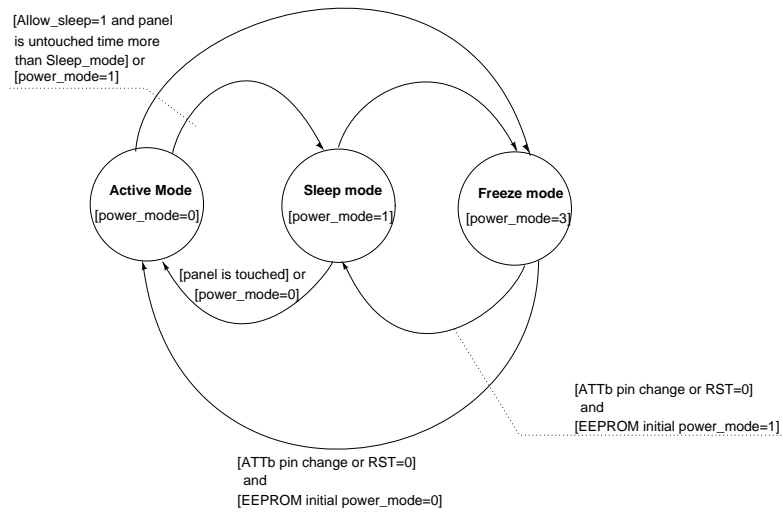 [Allow_sleep=1 and panel
is untouched time more
than Sleep_mode] or
[power_mode=1]
Active Mode
[power_mode=0]
Sleep mode
[power_mode=1]
Freeze mode
[power_mode=3]
[panel is touched] or
[power_mode=0]
[ATTb pin change or RST=0]
and
[EEPROM initial power_mode=1]
[ATTb pin change or RST=0]
and
[EEPROM initial power_mode=0]